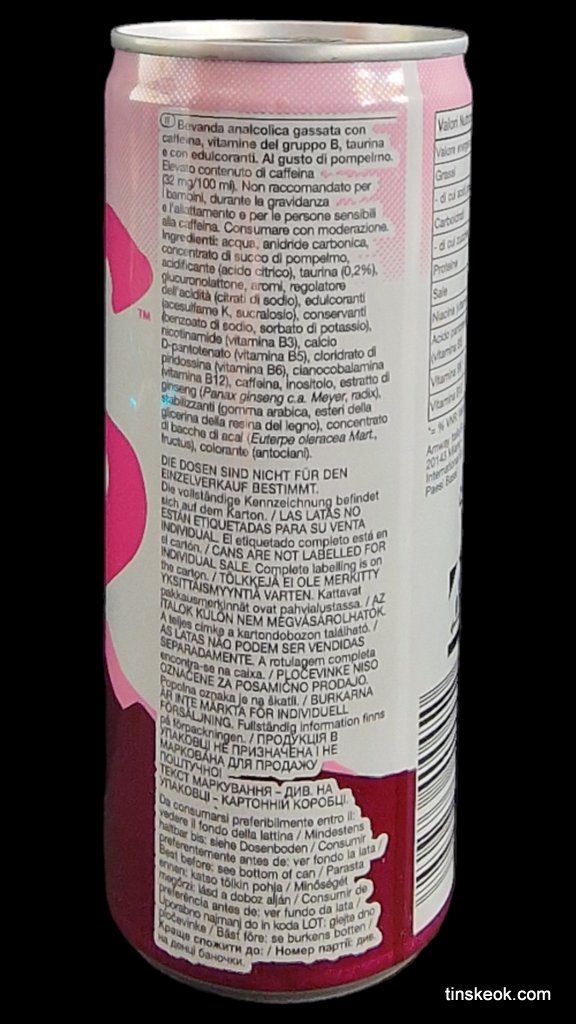 IT Bevanda analcolica gassata con
caffeina, vitamine del gruppo B, taurina
e con edulcoranti. Al gusto di pompelmo.
Elevato contenuto di caffeina
(32 mg/100 ml). Non raccomandato per
i bambini, durante la gravidanza
e l'allattamento e per le persone sensibili
alla caffeina. Consumare con moderazione.
Ingredienti: acqua, anidride carbonica,
concentrato di succo di pompelmo,
acidificante (acido citrico), taurina (0,2%),
glucuronolattone, aromi, regolatore
dell'acidità (citrati di sodio), edulcoranti
(acesulfame K, sucralosio), conservanti
(benzoato di sodio, sorbato di potassio),
nicotinamide (vitamina B3), calcio
D-pantotenato (vitamina B5), cloridrato di
piridossina (vitamina B6), cianocobalamina
(vitamina B12), caffeina, inositolo, estratto di
ginseng (Panax ginseng c.a. Meyer, radix),
stabilizzanti (gomma arabica, esteri della
glicerina della resina del legno), concentrato
di bacche di acai (Euterpe oleracea Mart.,
fructus), colorante (antociani).
DIE DOSEN SIND NICHT FÜR DEN
EINZELVERKAUF BESTIMMT.
Die vollständige Kennzeichnung befindet
sich auf dem Karton. / LAS LATAS NO
ESTÁN ETIQUETADAS PARA SU VENTA
INDIVIDUAL. El etiquetado completo está en
el cartón. / CANS ARE NOT LABELLED FOR
INDIVIDUAL SALE. Complete labelling is on
the carton. / TÖLKKEJÄ EI OLE MERKITTY
YKSITTÄISMYYNTIÄ VARTEN. Kattavat
pakkausmerkinnät ovat pahvialustassa. / AZ
ITALOK KÜLÖN NEM MEGVÁSÁROLHATÓK.
A teljes címke a kartondobozon található. /
AS LATAS NÃO PODEM SER VENDIDAS
SEPARADAMENTE. A rotulagem completa
encontra-se na caixa. / PLOČEVINKE NISO
OZNAČENE ZA POSAMIČNO PRODAJO.
Popolna oznaka je na škatli. / BURKARNA
ÄR INTE MÄRKTA FÖR INDIVIDUELL
FÖRSÄLJNING. Fullständig information finns
på förpackningen. / ПРОДУКЦІЯ В
УПАКОВЦІ НЕ ПРИЗНАЧЕНА І НЕ
МАРКОВАНА ДЛЯ ПРОДАЖУ
ПОШТУЧНО!
ТЕКСТ МАРКУВАННЯ - ДИВ. НА
УПАКОВЦІ - КАРТОННІЙ КОРОБЦІ.
Da consumarsi preferibilmente entro il:
vedere il fondo della lattina / Mindestens
haltbar bis: siehe Dosenboden / Consumir
preferentemente antes de: ver fondo la lata /
Best before: see bottom of can / Parasta
ennen: katso tölkin pohja / Minőségét
megőrzi: lásd a doboz alján / Consumir de
preferência antes de: ver fundo da lata /
Uporabno najmanj do in koda LOT: glejte dno
pločevinke / Bäst före: se burkens botten /
Краще спожити до: / Номер партії: див.
на денці баночки.
TM
Valori
Valore
Grassi
- di cui
Carboidrati
- di cui
Proteine
Sale
Niacina
Acido
(vitamina
Vitamina
Vitamina
*= % VNR
Amway
20143
International
Paesi
tinskeok.com